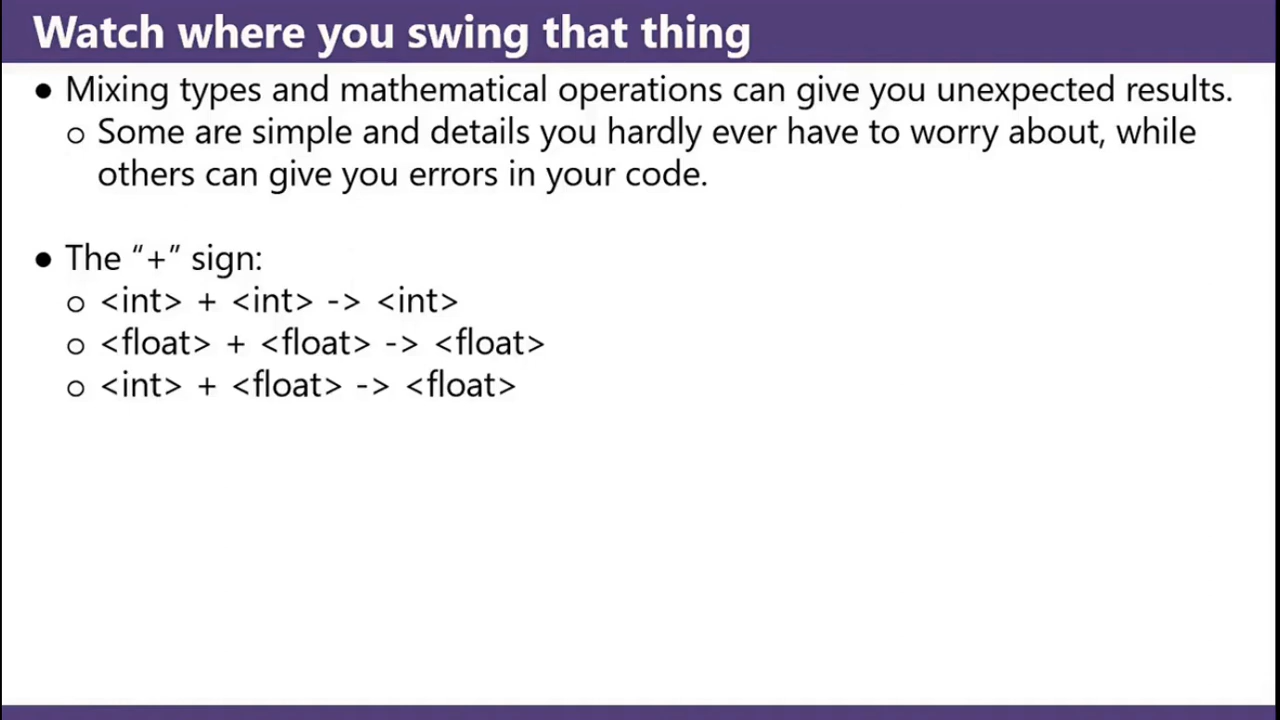 Watch where you swing that thing
● Mixing types and mathematical operations can give you unexpected results.
○ Some are simple and details you hardly ever have to worry about, while
others can give you errors in your code.
● The “+” sign:
○ <int> + <int> -> <int>
○ <float> + <float> -> <float>
○ <int> + <float> -> <float>